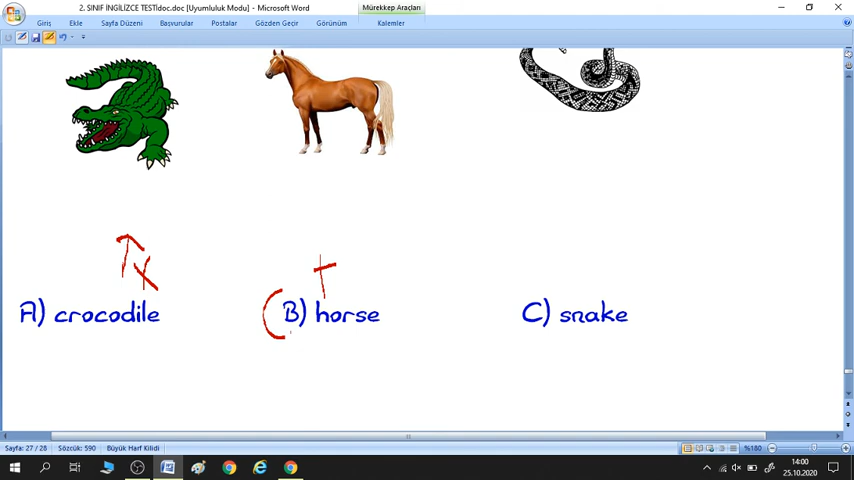 2. SINIF İNGİLİZCE TESTİdoc.doc [Uyumluluk Modu] - Microsoft Word
Mürekkep Araçları
Giriş Ekle Sayfa Düzeni Başvurular Postalar Gözden Geçir Görünüm Kalemler
A) crocodile B) horse C) snake
Sayfa: 27 / 28 Sözcük: 590 Büyük Harf Kilidi %180
14:00
25.10.2020